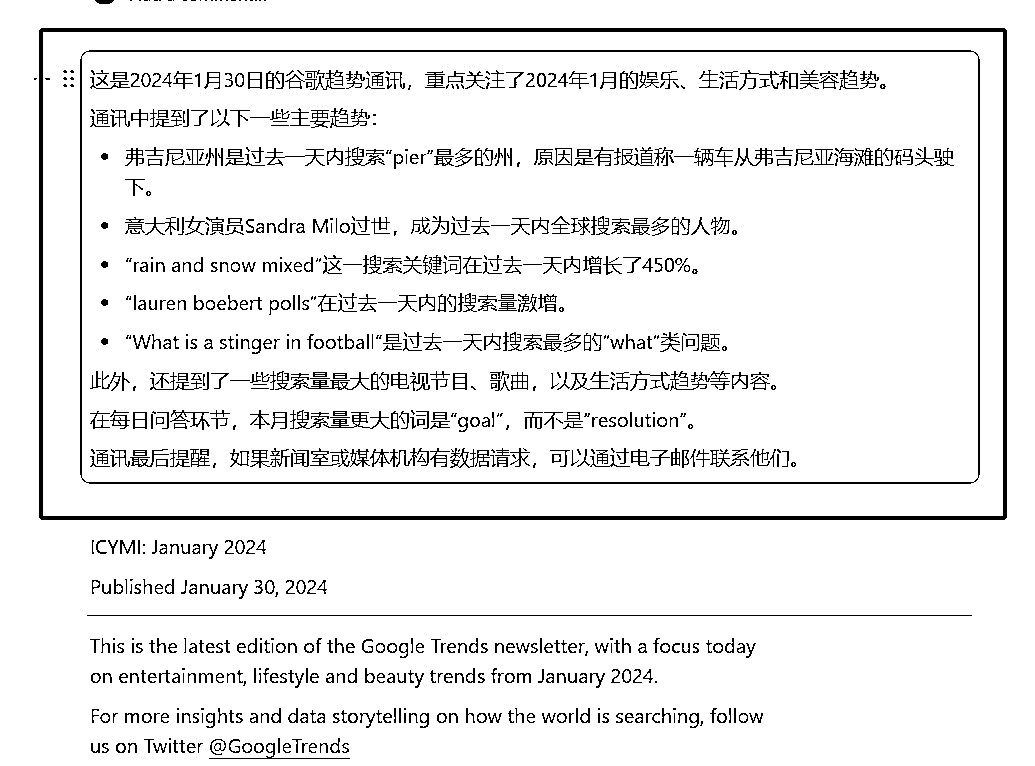 这是2024年1月30日的谷歌趋势通讯，重点关注了2024年1月的娱乐、生活方式和美容趋势。
通讯中提到了以下一些主要趋势：
• 弗吉尼亚州是过去一天内搜索“pier”最多的州，原因是有报道称一辆车从弗吉尼亚海滩的码头驶
下。
• 意大利女演员Sandra Milo过世，成为过去一天内全球搜索最多的人物。
• “rain and snow mixed”这一搜索关键词在过去一天内增长了450%。
• “lauren boebert polls”在过去一天内的搜索量激增。
• “What is a stinger in football”是过去一天内搜索最多的“what”类问题。
此外，还提到了一些搜索量最大的电视节目、歌曲，以及生活方式趋势等内容。
在每日问答环节，本月搜索量更大的词是“goal”，而不是“resolution”。
通讯最后提醒，如果新闻室或媒体机构有数据请求，可以通过电子邮件联系他们。
ICYMI: January 2024
Published January 30, 2024
This is the latest edition of the Google Trends newsletter, with a focus today
on entertainment, lifestyle and beauty trends from January 2024.
For more insights and data storytelling on how the world is searching, follow
us on Twitter @GoogleTrends